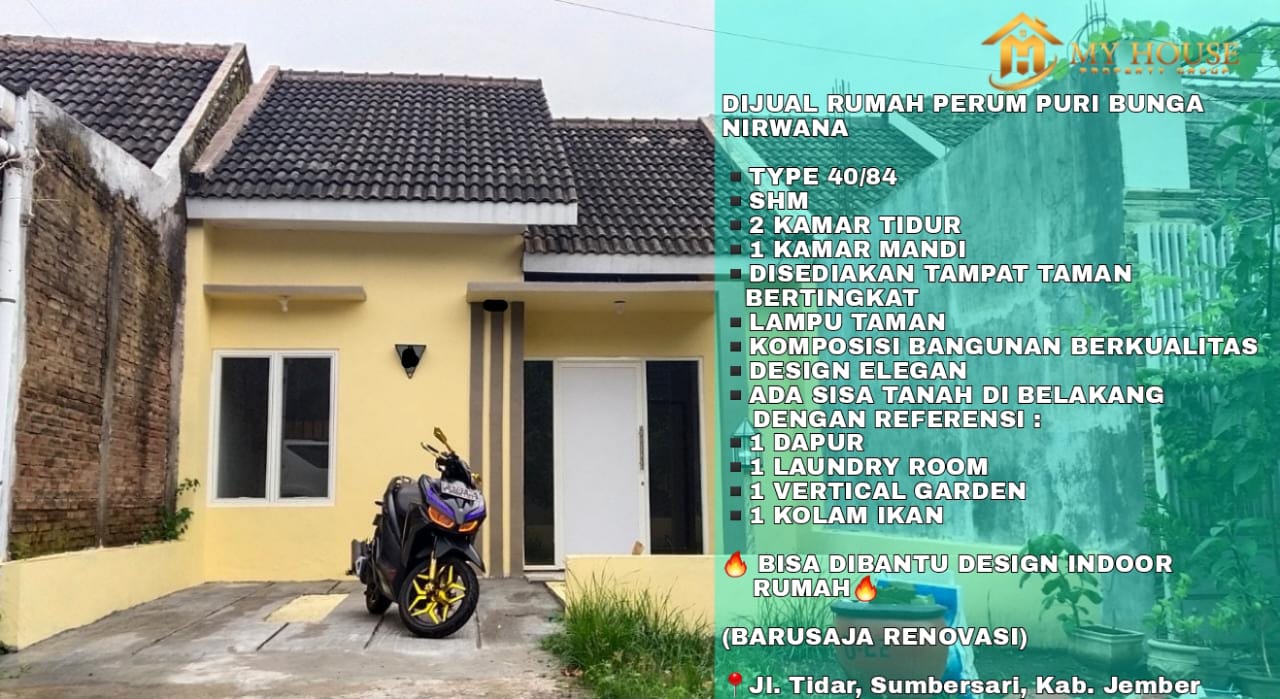 MY HOUSE
PROPERTY GROUP
DIJUAL RUMAH PERUM PURI BUNGA
NIRWANA
▪TYPE 40/84
▪SHM
▪2 KAMAR TIDUR
▪1 KAMAR MANDI
▪DISEDIAKAN TAMPAT TAMAN
BERTINGKAT
▪LAMPU TAMAN
▪KOMPOSISI BANGUNAN BERKUALITAS
▪DESIGN ELEGAN
▪ADA SISA TANAH DI BELAKANG
DENGAN REFERENSI :
▪1 DAPUR
▪1 LAUNDRY ROOM
▪1 VERTICAL GARDEN
▪1 KOLAM IKAN
🔥 BISA DIBANTU DESIGN INDOOR
RUMAH🔥
(BARUSAJA RENOVASI)
📍Jl. Tidar, Sumbersari, Kab. Jember